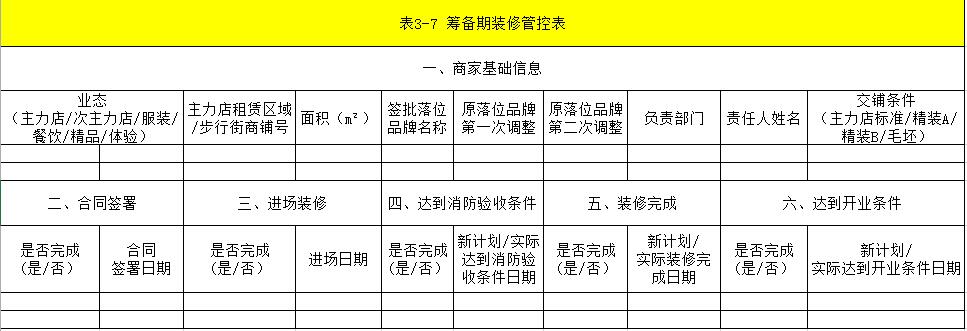 表3-7 筹备期装修管控表
一、商家基础信息
业态
（主力店/次主力店/服装/
餐饮/精品/体验）
主力店租赁区域
/步行街商铺号
面积（m²）
签批落位
品牌名称
原落位品牌
第一次调整
原落位品牌
第二次调整
负责部门
责任人姓名
交铺条件
（主力店标准/精装A/
精装B/毛坯）
二、合同签署
三、进场装修
四、达到消防验收条件
五、装修完成
六、达到开业条件
是否完成
(是/否)
合同
签署日期
是否完成
(是/否)
进场日期
是否完成
(是/否)
新计划/实际
达到消防验
收条件日期
是否完成
(是/否)
新计划/
实际装修完
成日期
是否完成
(是/否)
新计划/
实际达到开业条件日期